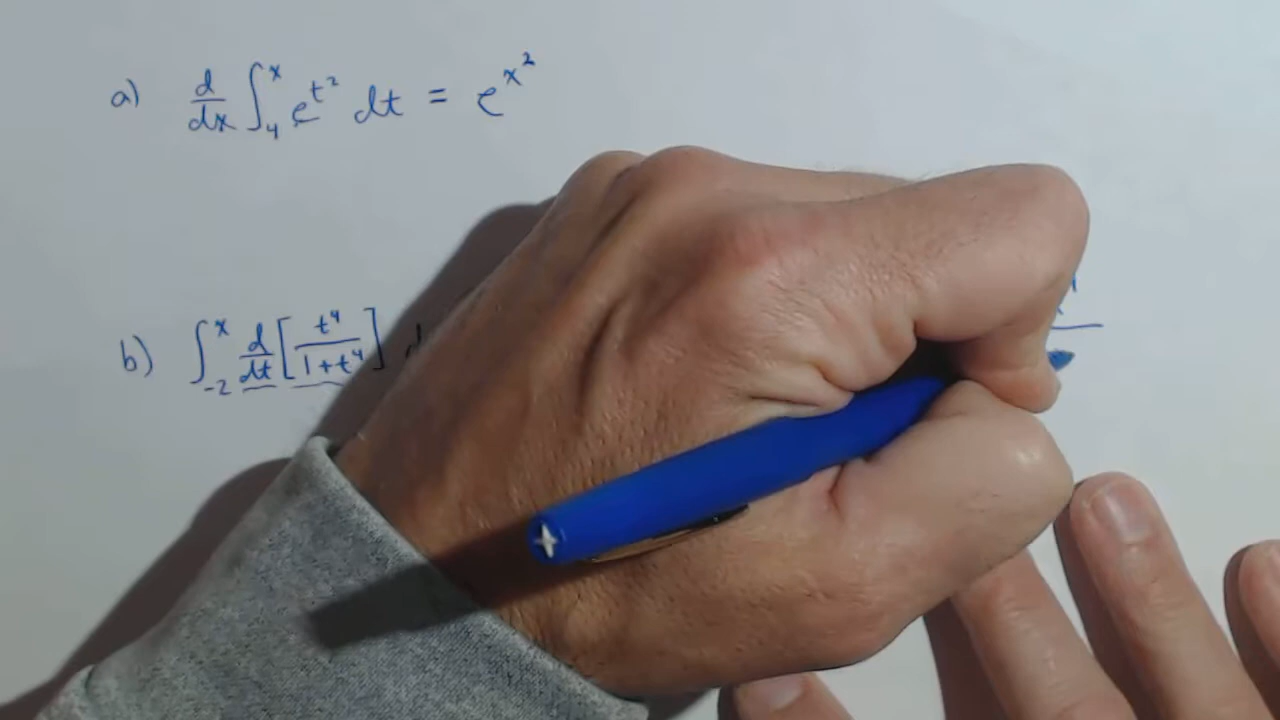 a) d/dx ∫₄ˣ e^{t²} dt = e^{x²}
b) ∫₋₂ˣ d/dt [t⁴/(1+t⁴)]